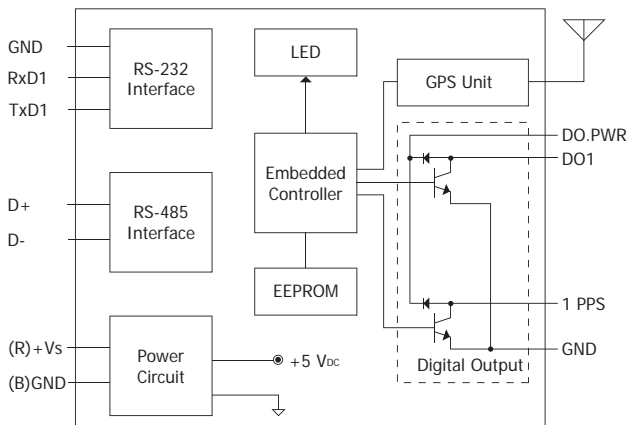 GND
RxD1
TxD1
RS-232
Interface
LED
GPS Unit
DO.PWR
DO1
Embedded
Controller
D+
D-
RS-485
Interface
EEPROM
1 PPS
GND
Digital Output
(R)+Vs
(B)GND
Power
Circuit
+5 VDC